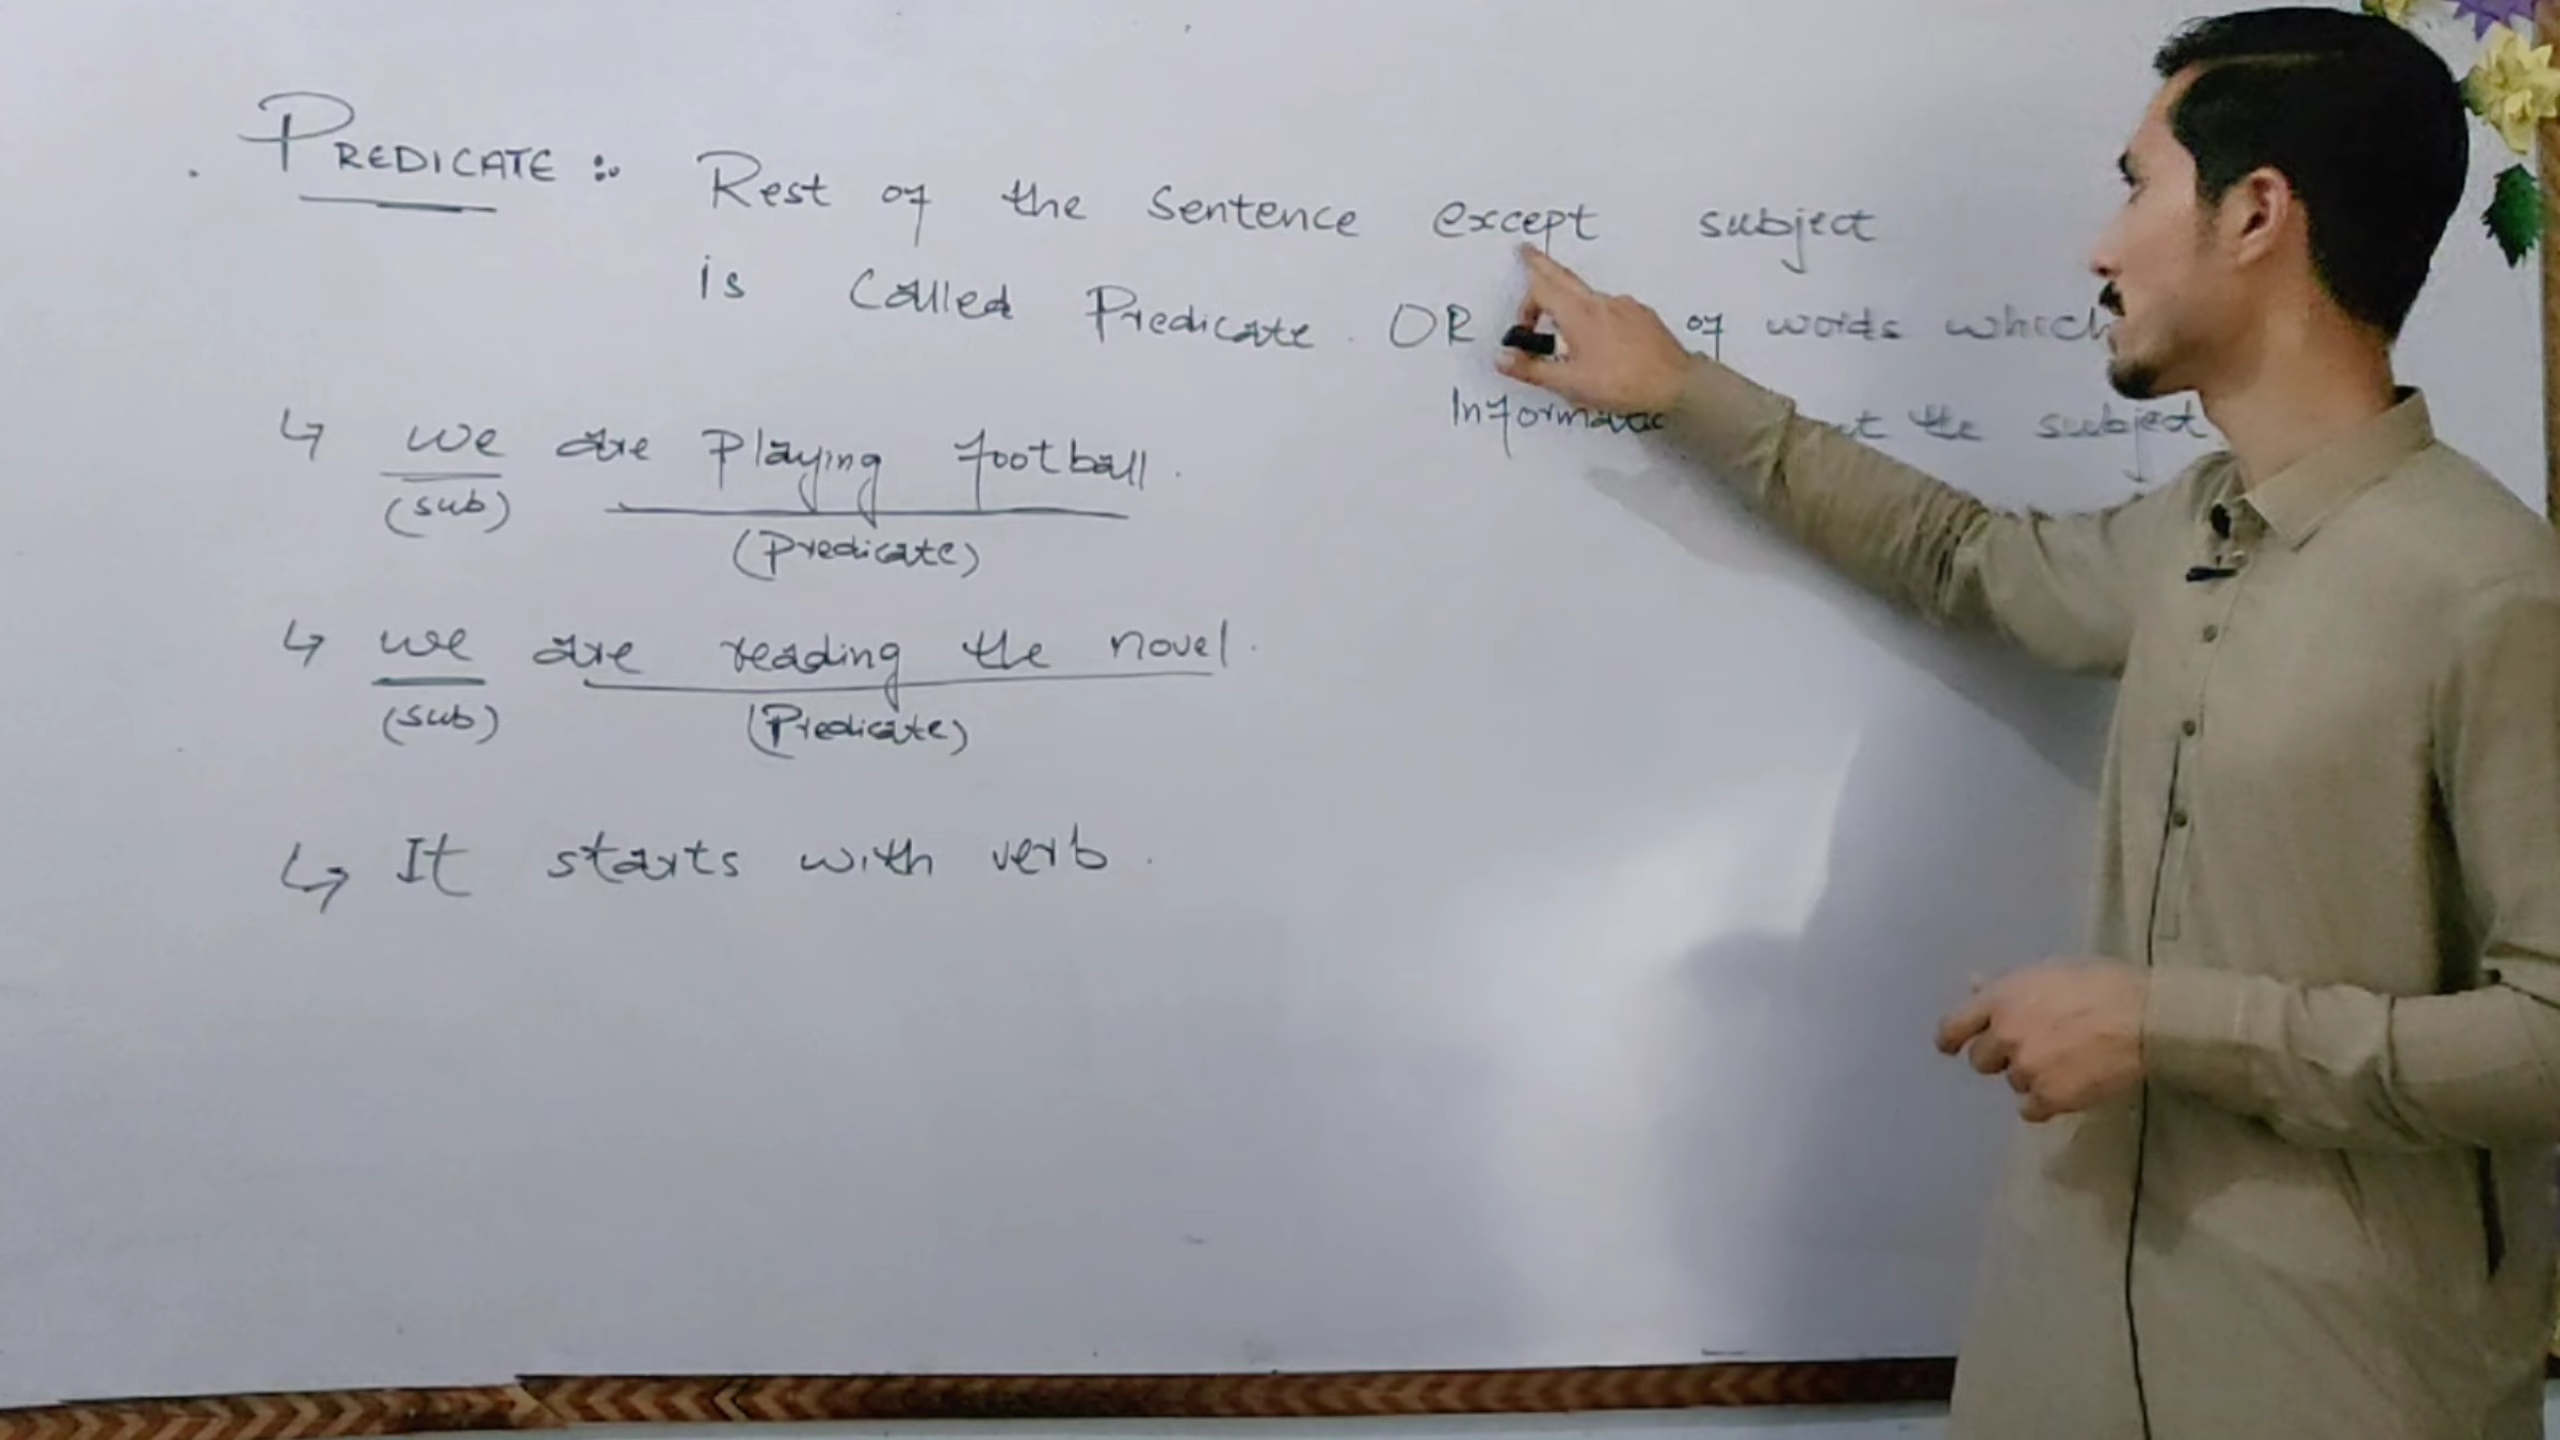 PREDICATE : Rest of the Sentence except subject
is Called Predicate. OR of words which
about the subject
↳ we are Playing football.
(sub) (Predicate)
↳ we are reading the novel.
(sub) (Predicate)
↳ It starts with verb.